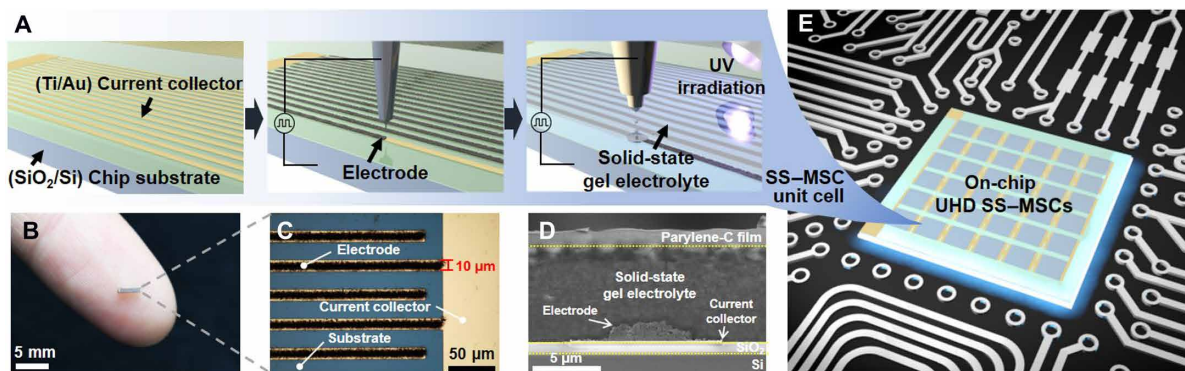 A
(Ti/Au) Current collector
(SiO₂/Si) Chip substrate
Electrode
UV
irradiation
Solid-state
gel electrolyte
SS–MSC
unit cell
E
On-chip
UHD SS–MSCs
B
5 mm
C
Electrode
10 µm
Current collector
Substrate
50 µm
D
Parylene-C film
Solid-state
gel electrolyte
Electrode
Current
collector
SiO₂
5 µm
Si